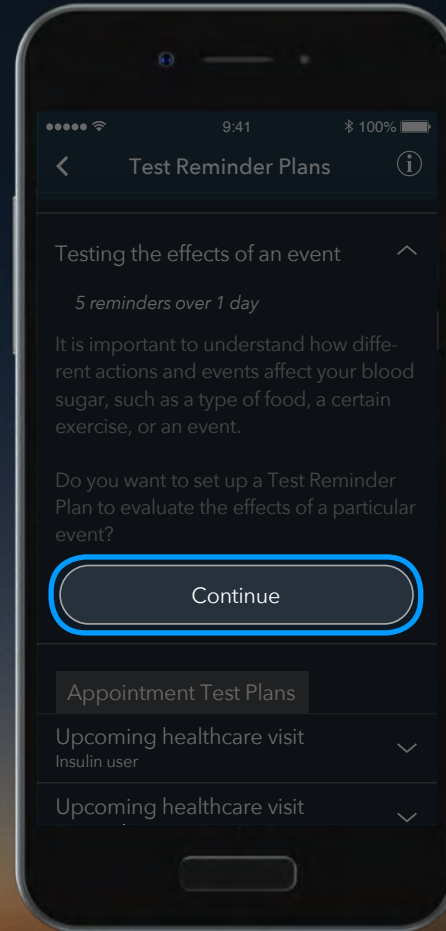 9:41
100%
Test Reminder Plans
Testing the effects of an event
5 reminders over 1 day
It is important to understand how diffe-
rent actions and events affect your blood
sugar, such as a type of food, a certain
exercise, or an event.
Do you want to set up a Test Reminder
Plan to evaluate the effects of a particular
event?
Continue
Appointment Test Plans
Upcoming healthcare visit
Insulin user
Upcoming healthcare visit